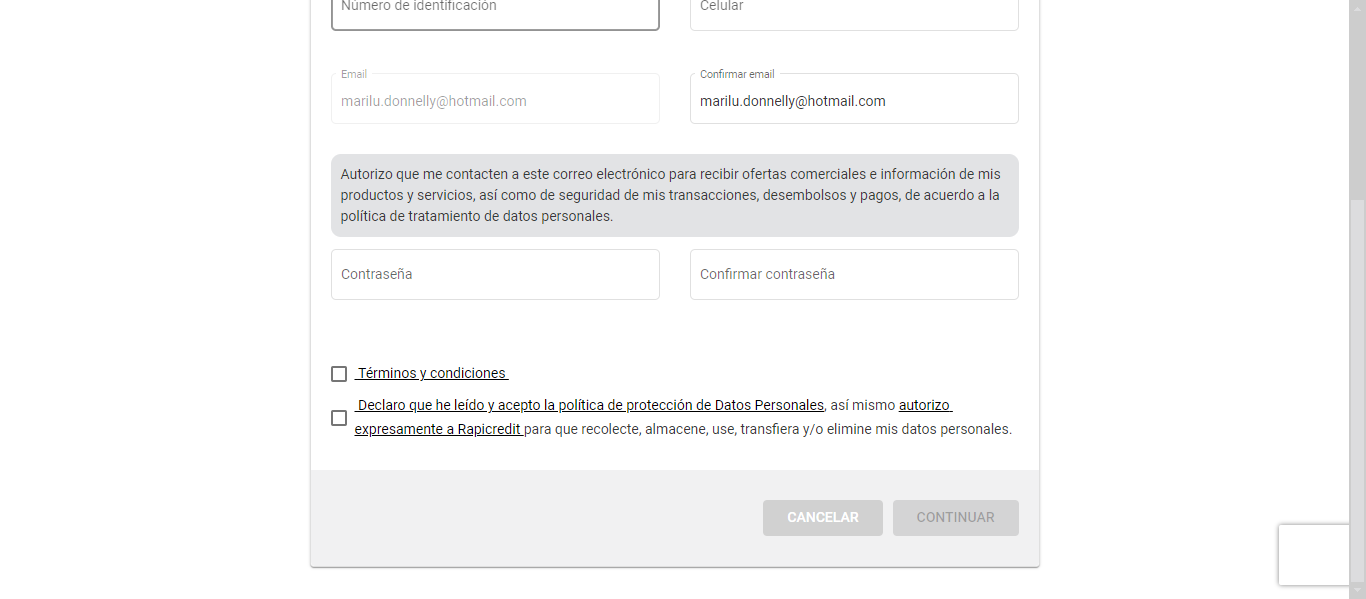 Número de identificación
Celular
Email
Confirmar email
marilu.donnelly@hotmail.com
marilu.donnelly@hotmail.com
Autorizo que me contacten a este correo electrónico para recibir ofertas comerciales e información de mis
productos y servicios, así como de seguridad de mis transacciones, desembolsos y pagos, de acuerdo a la
política de tratamiento de datos personales.
Contraseña
Confirmar contraseña
Términos y condiciones
Declaro que he leído y acepto la política de protección de Datos Personales, así mismo autorizo
expresamente a Rapicredit para que recolecte, almacene, use, transfiera y/o elimine mis datos personales.
CANCELAR
CONTINUAR